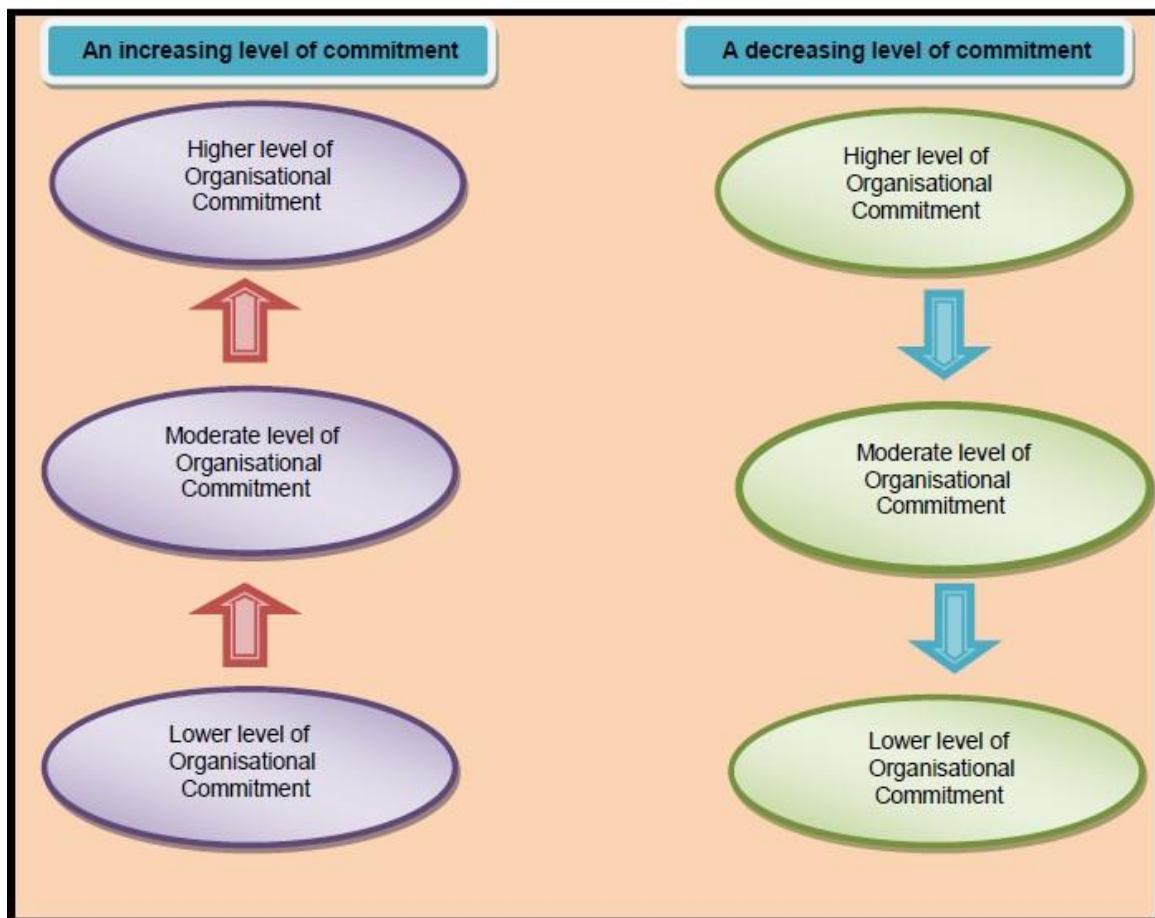 An increasing level of commitment
Higher level of
Organisational
Commitment
Moderate level of
Organisational
Commitment
Lower level of
Organisational
Commitment
A decreasing level of commitment
Higher level of
Organisational
Commitment
Moderate level of
Organisational
Commitment
Lower level of
Organisational
Commitment